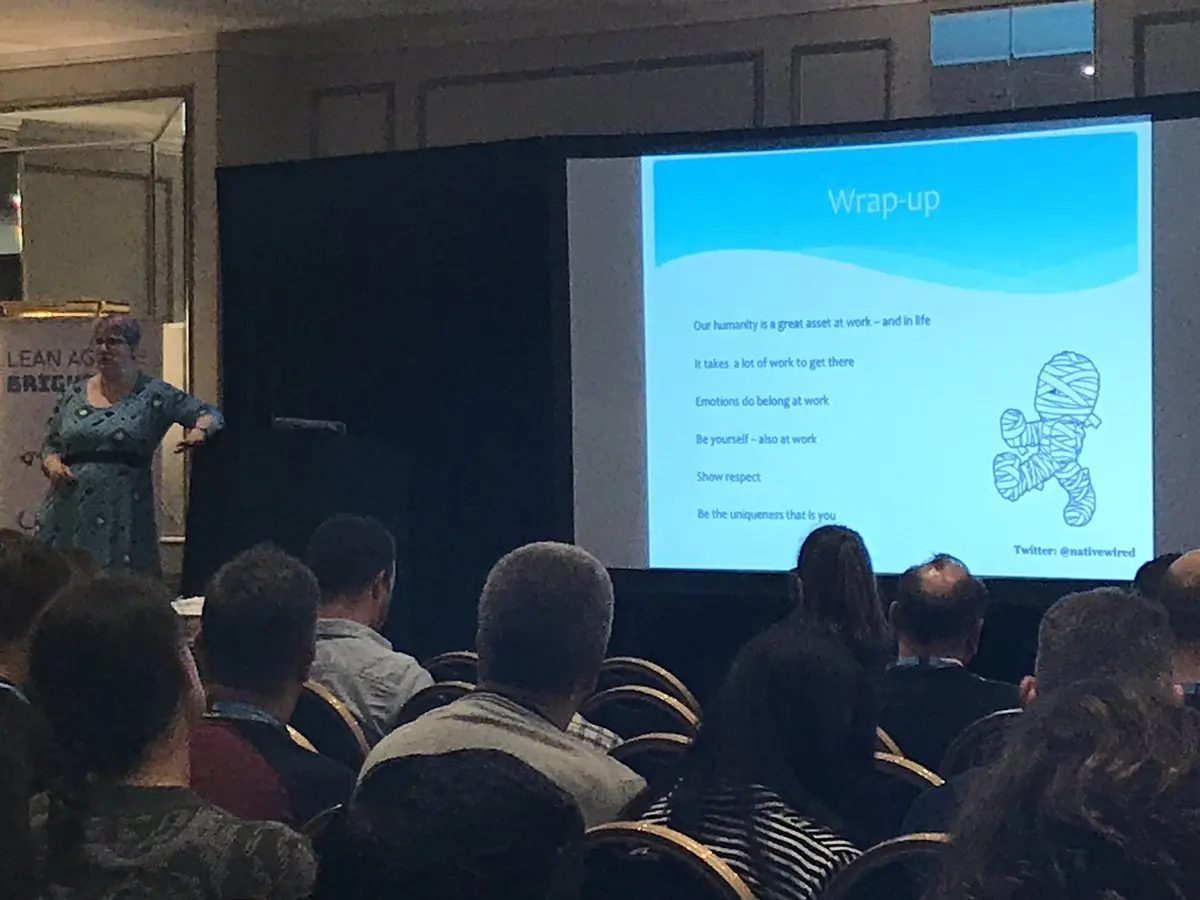 LEAN AG
BRIG
Wrap-up
Our humanity is a great asset at work – and in life
It takes a lot of work to get there
Emotions do belong at work
Be yourself – also at work
Show respect
Be the uniqueness that is you
Twitter: @nativewired